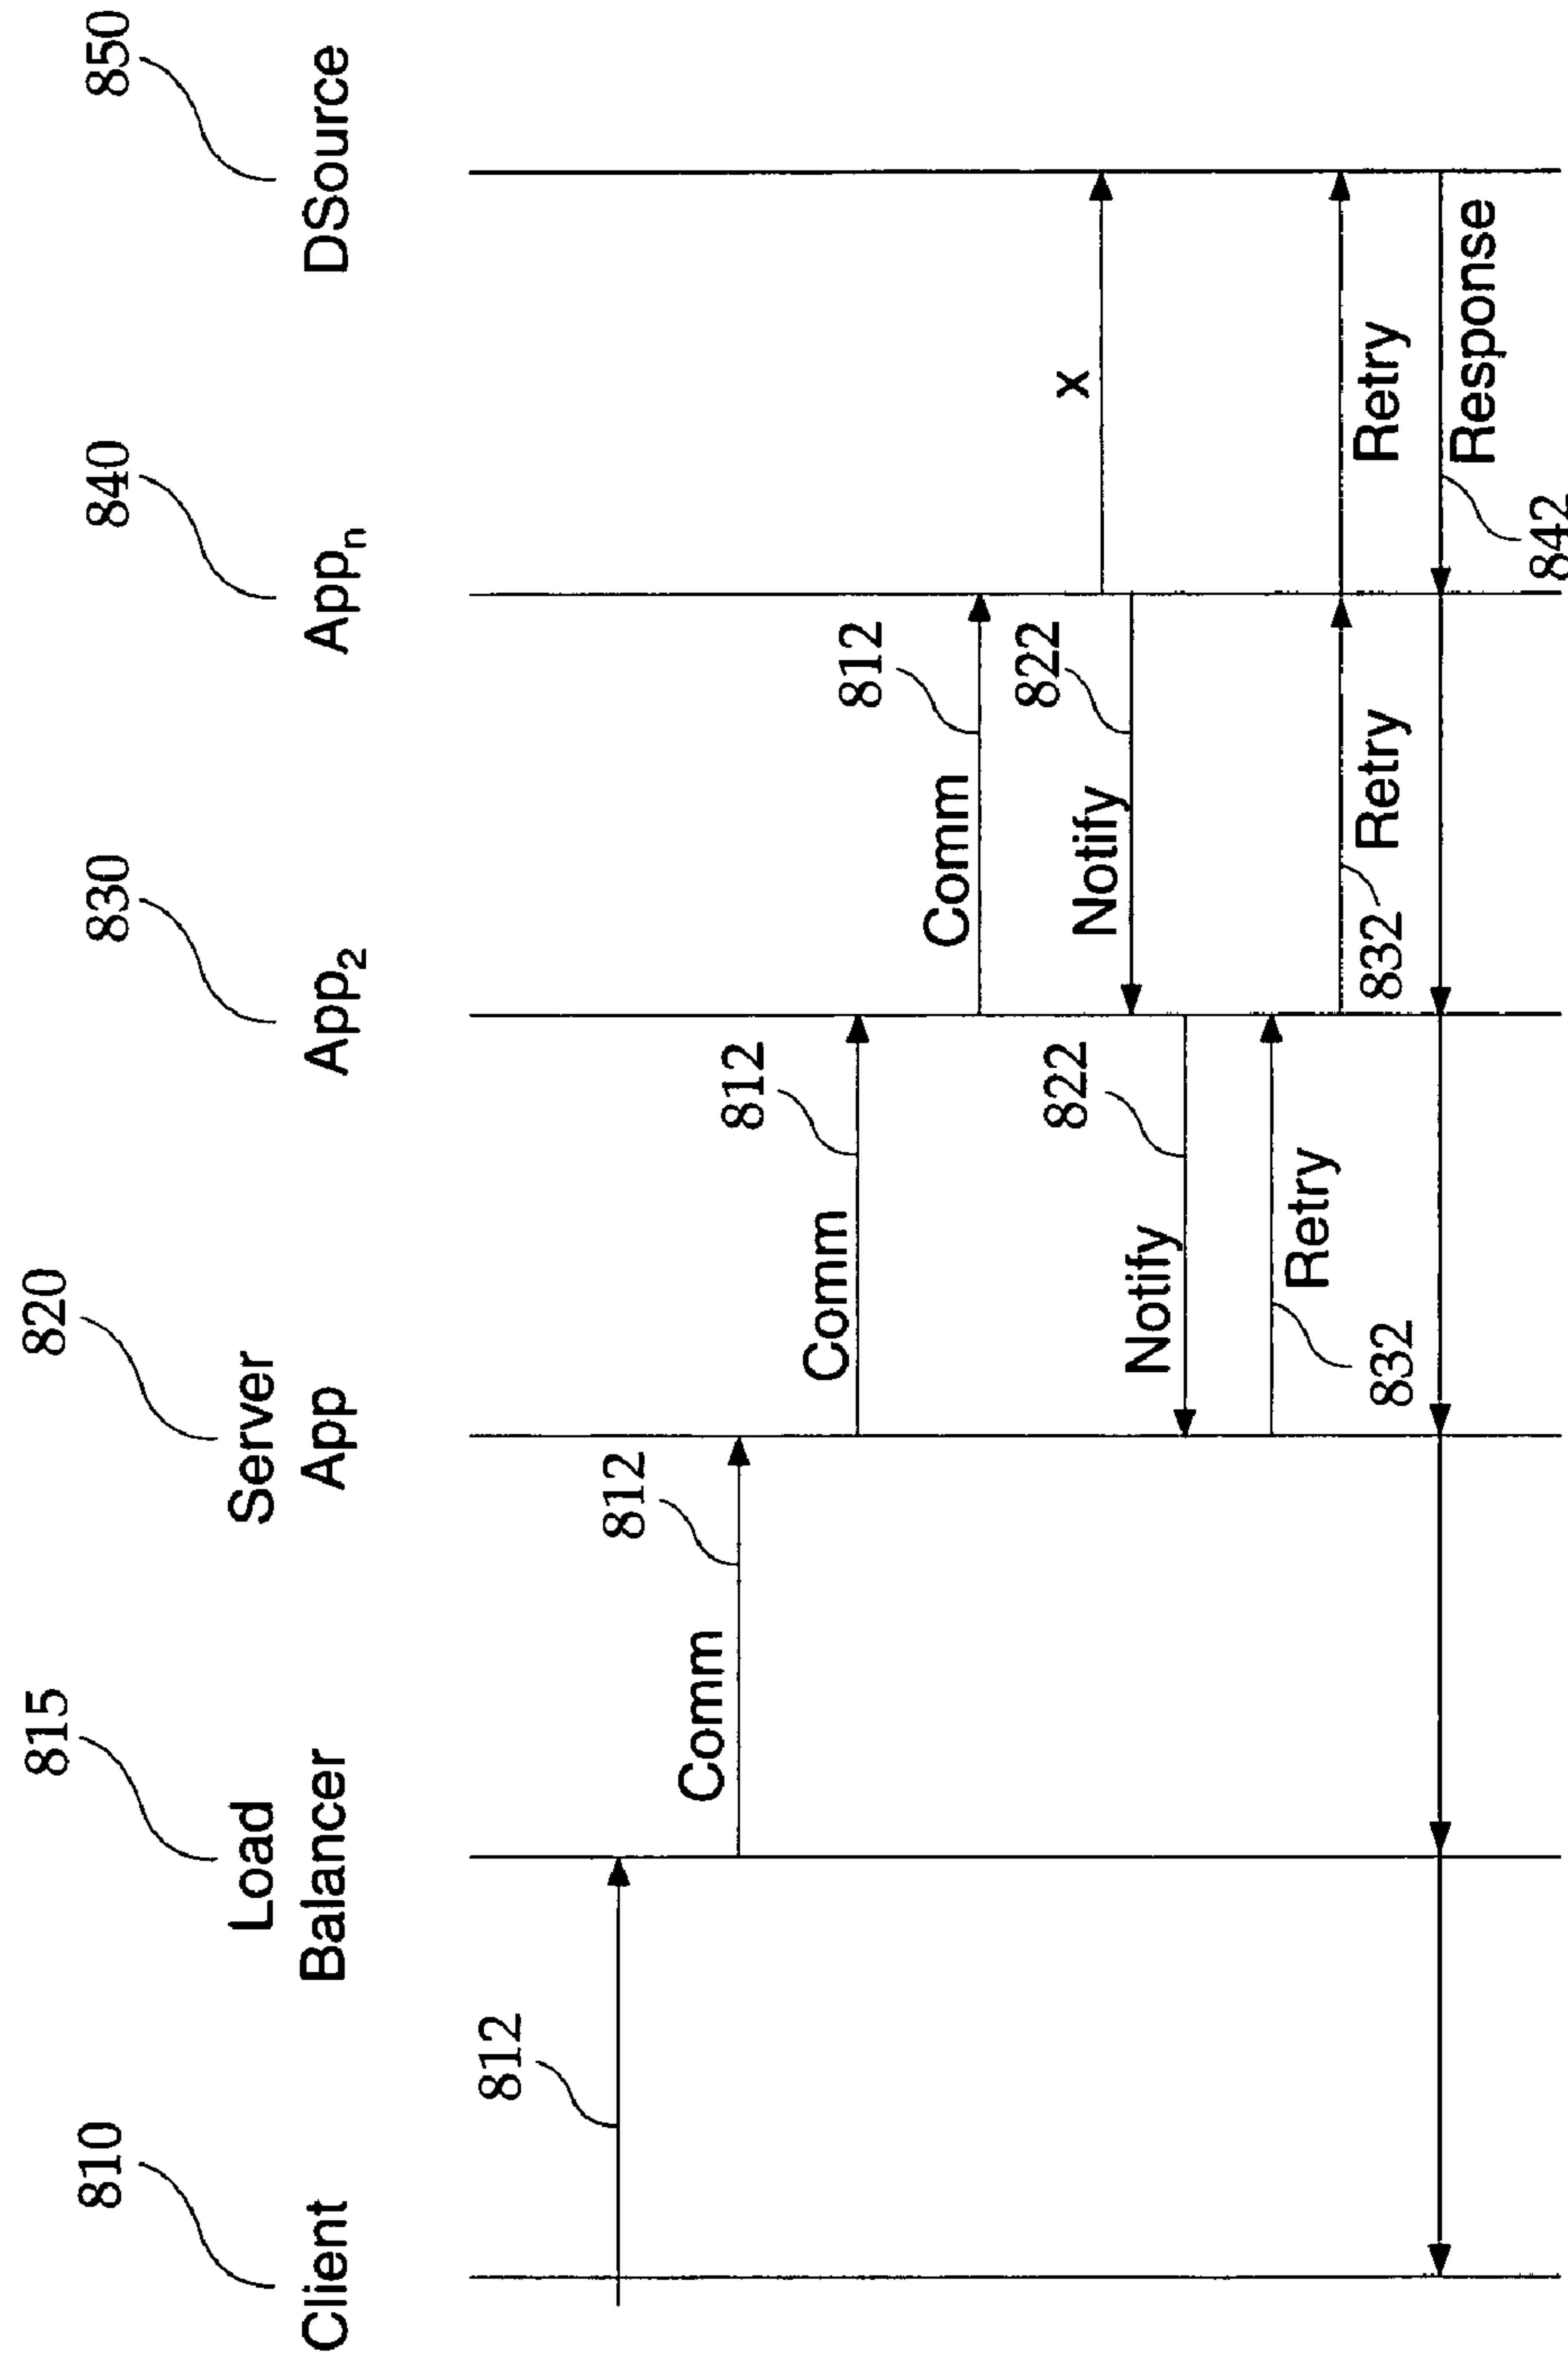 810
815
820
830
840
850
Client
Load
Balancer
Server
App
App₂
Appₙ
DSource
812
Comm
812
Comm
812
Comm
812
x
Notify
822
Notify
822
Retry
832
Retry
832
Retry
Response
842